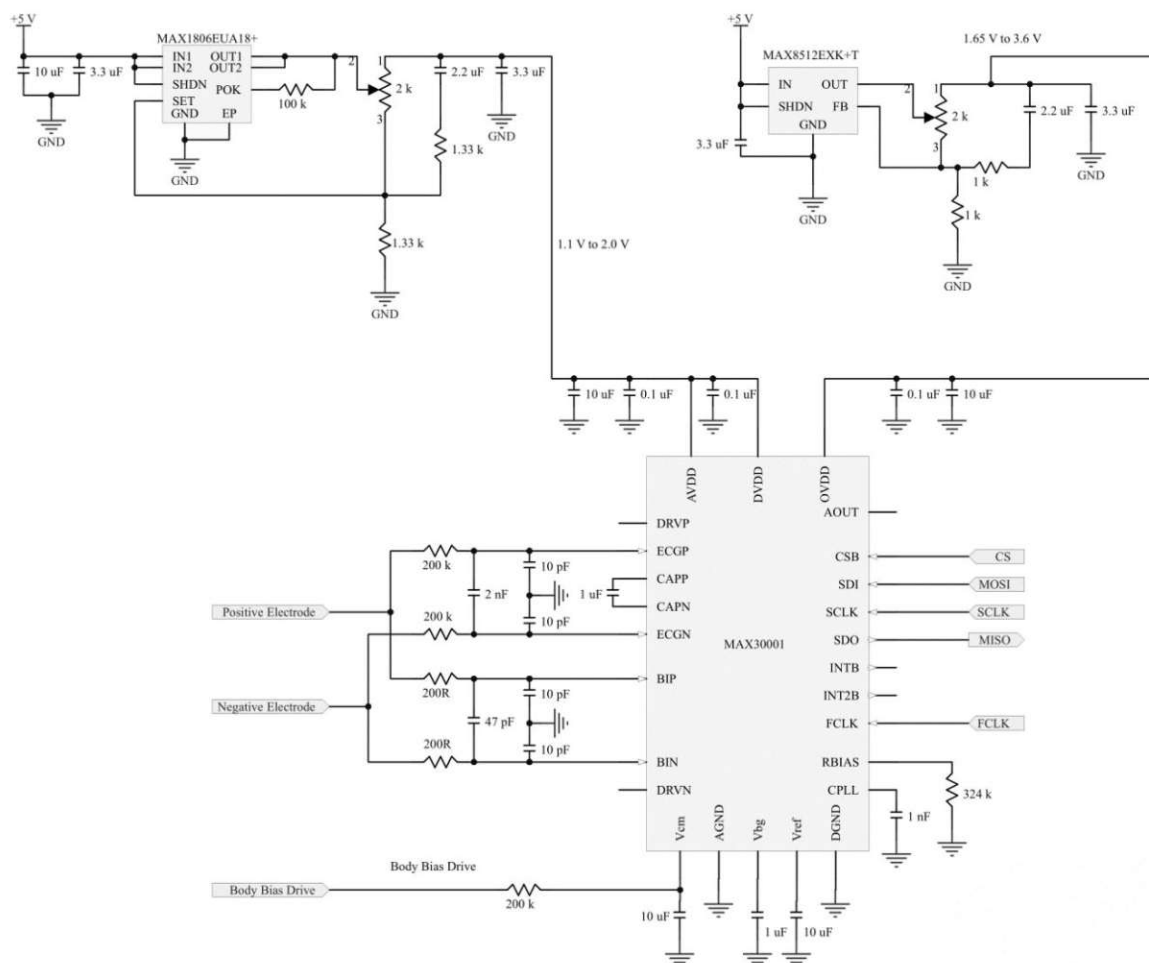 +5 V
MAX1806EUA18+
IN1
OUT1
IN2
OUT2
SHDN
POK
SET
GND
EP
10 uF
3.3 uF
GND
GND
100 k
2
1
2 k
3
2.2 uF
3.3 uF
GND
1.33 k
1.33 k
GND
1.1 V to 2.0 V
+5 V
MAX8512EXK+T
IN
OUT
SHDN
FB
GND
3.3 uF
GND
1.65 V to 3.6 V
2
1
2 k
3
2.2 uF
3.3 uF
GND
1 k
1 k
GND
10 uF
0.1 uF
0.1 uF
0.1 uF
10 uF
AVDD
DVDD
OVDD
DRVP
AOUT
ECGP
CSB
CS
CAPP
SDI
MOSI
CAPN
SCLK
SCLK
ECGN
SDO
MISO
MAX30001
INTB
BIP
INT2B
FCLK
FCLK
BIN
RBIAS
DRVN
CPLL
Vcm
AGND
Vbg
Vref
DGND
200 k
10 pF
2 nF
1 uF
Positive Electrode
200 k
10 pF
200R
10 pF
Negative Electrode
47 pF
200R
10 pF
324 k
1 nF
Body Bias Drive
Body Bias Drive
200 k
10 uF
1 uF
10 uF